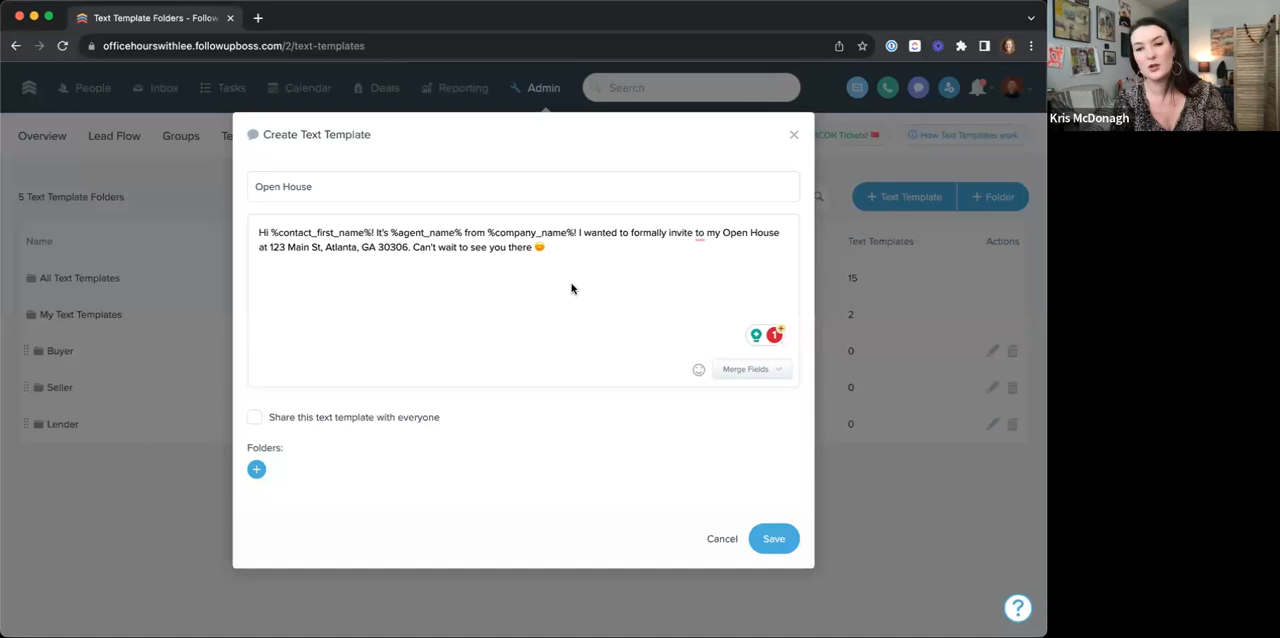 Text Template Folders - Follow
officehourswithlee.followupboss.com/2/text-templates
People
Inbox
Tasks
Calendar
Deals
Reporting
Admin
Search
Kris McDonagh
Overview
Lead Flow
Groups
Te
Create Text Template
CON Tickets!
How Text Templates work
5 Text Template Folders
Open House
Text Template
Folder
Name
Hi %contact_first_name%! It's %agent_name% from %company_name%! I wanted to formally invite to my Open House
at 123 Main St, Atlanta, GA 30306. Can't wait to see you there 😊
Text Templates
Actions
All Text Templates
15
My Text Templates
2
1
Buyer
0
Merge Fields
Seller
0
Share this text template with everyone
Lender
0
Folders:
Cancel
Save
?